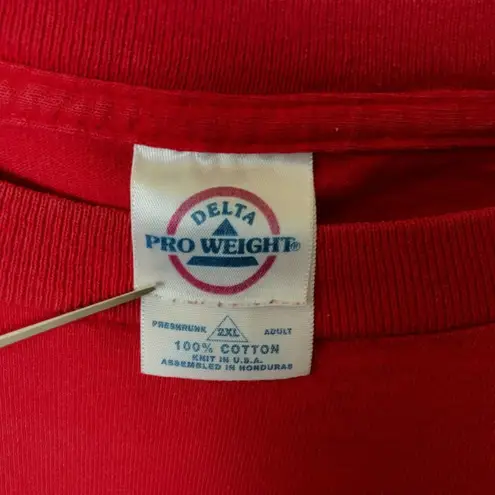 DELTA
PRO WEIGHT®
PRESHRUNK 2XL ADULT
100% COTTON
KNIT IN U.S.A.
ASSEMBLED IN HONDURAS